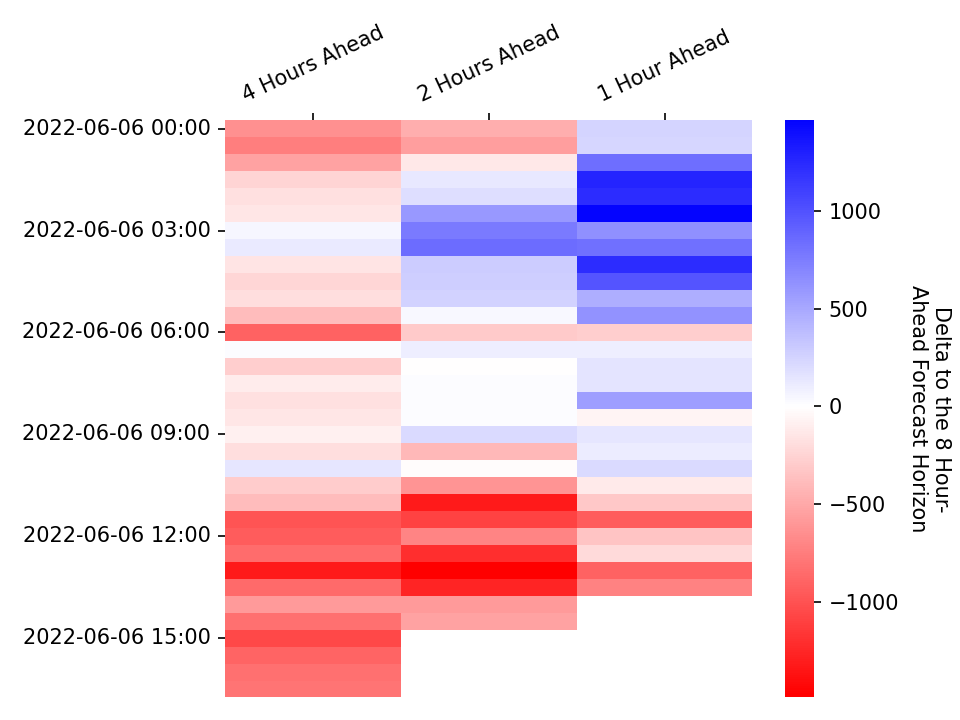 4 Hours Ahead
2 Hours Ahead
1 Hour Ahead
2022-06-06 00:00
2022-06-06 03:00
2022-06-06 06:00
2022-06-06 09:00
2022-06-06 12:00
2022-06-06 15:00
1000
500
0
−500
−1000
Delta to the 8 Hour-
Ahead Forecast Horizon